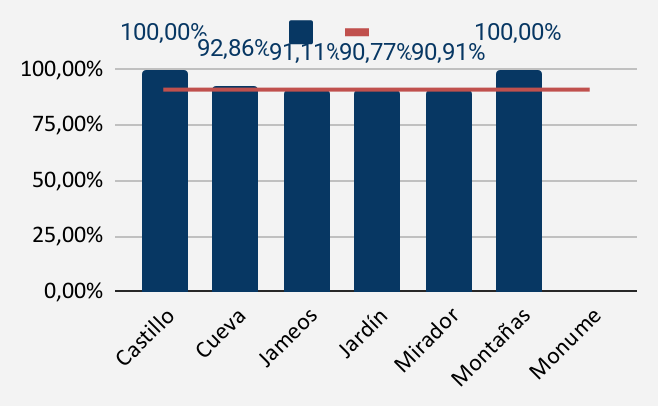 100,00%
92,86%
91,11%
90,77%
90,91%
100,00%
100,00%
75,00%
50,00%
25,00%
0,00%
Castillo
Cueva
Jameos
Jardín
Mirador
Montañas
Monume